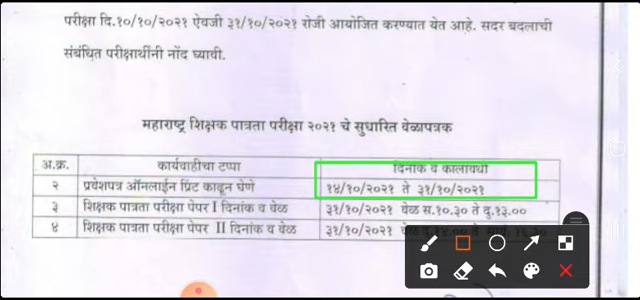 परीक्षा दि.१०/१०/२०२१ ऐवजी ३१/१०/२०२१ रोजी आयोजित करण्यात येत आहे. सदर बदलाची
संबंधित परीक्षार्थीनी नोंद घ्यावी.
महाराष्ट्र शिक्षक पात्रता परीक्षा २०२१ चे सुधारित वेळापत्रक
अ.क्र. कार्यवाहीचा टप्पा दिनांक व कालावधी
२ प्रवेशपत्र ऑनलाईन प्रिंट काढून घेणे १४/१०/२०२१ ते ३१/१०/२०२१
३ शिक्षक पात्रता परीक्षा पेपर I दिनांक व वेळ ३१/१०/२०२१ वेळ स.१०.३० ते दु.१३.००
४ शिक्षक पात्रता परीक्षा पेपर II दिनांक व वेळ ३१/१०/२०२१